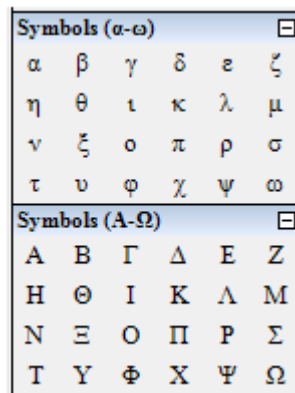 Symbols (α-ω)
α β γ δ ε ζ
η θ ι κ λ μ
ν ξ ο π ρ σ
τ υ φ χ ψ ω
Symbols (Α-Ω)
Α Β Γ Δ Ε Ζ
Η Θ Ι Κ Λ Μ
Ν Ξ Ο Π Ρ Σ
Τ Υ Φ Χ Ψ Ω